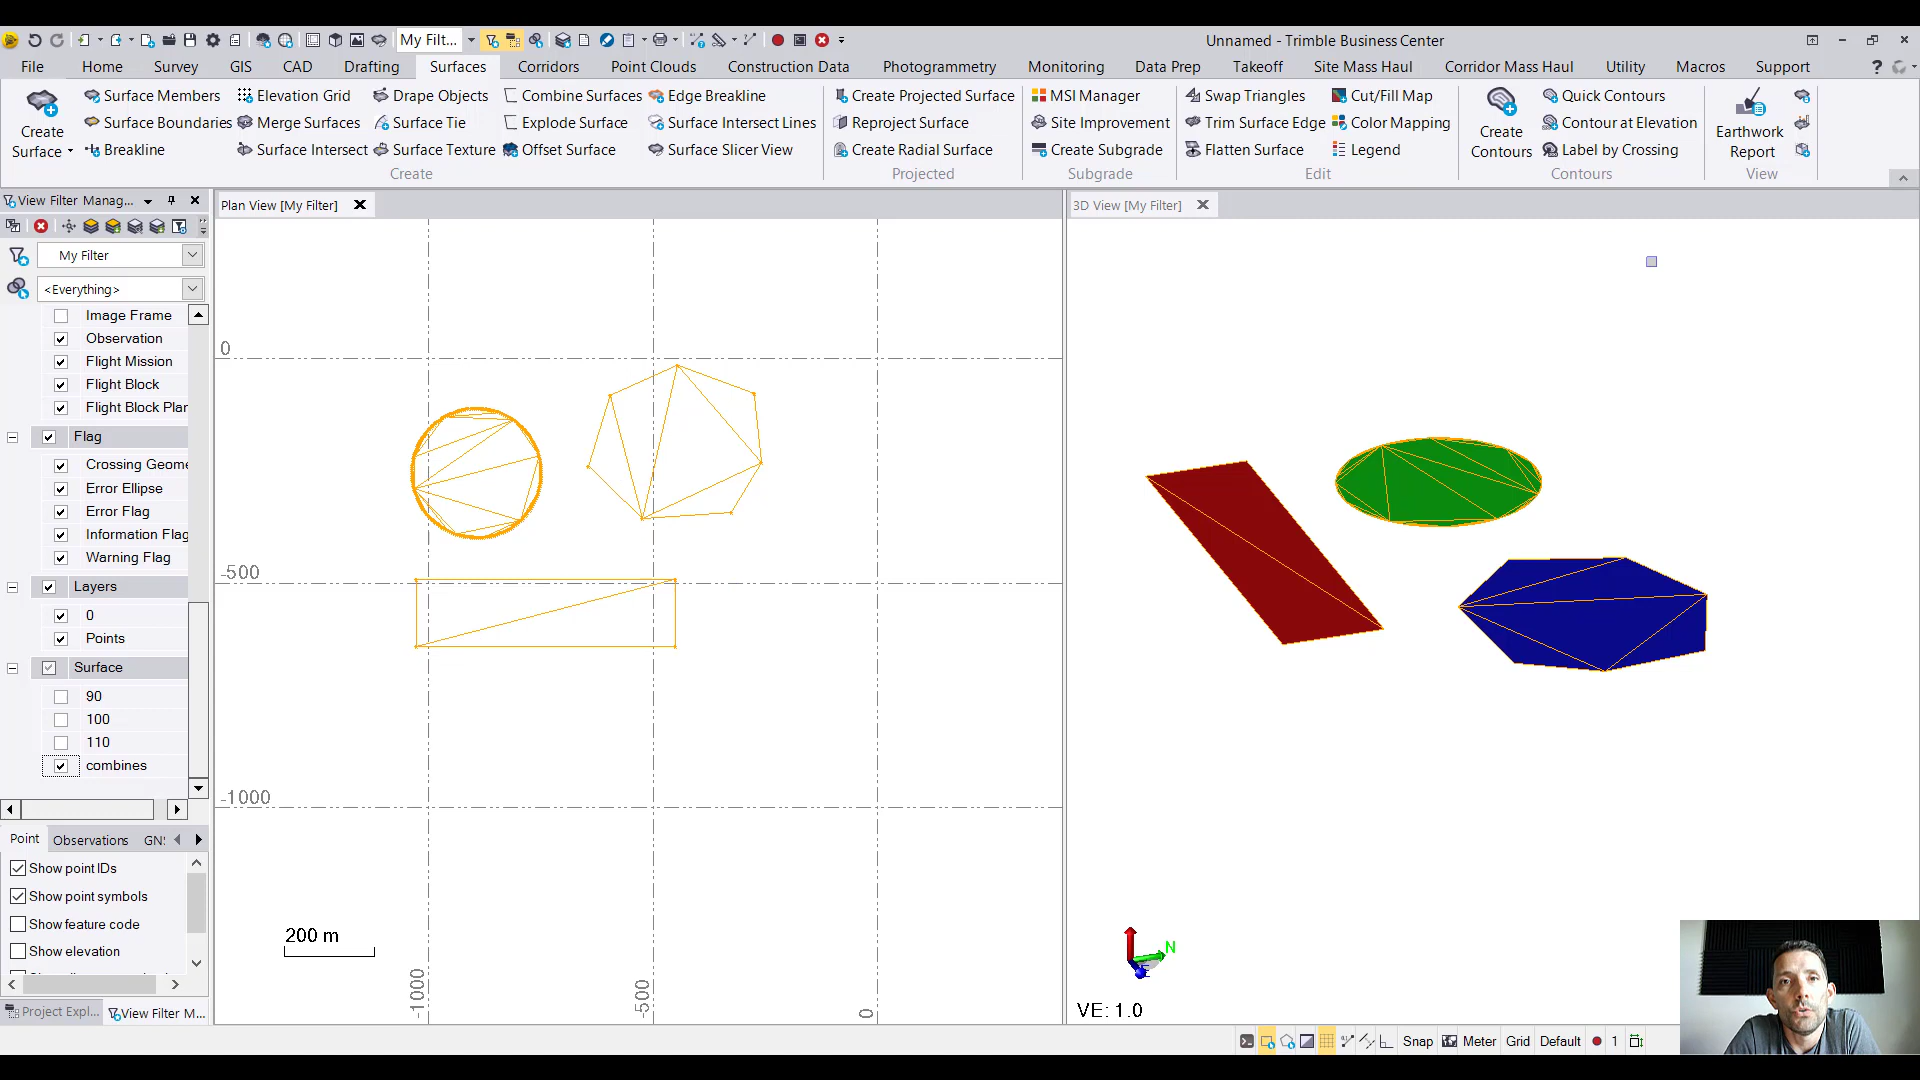 My Filt...
Unnamed - Trimble Business Center
File Home Survey GIS CAD Drafting Surfaces Corridors Point Clouds Construction Data Photogrammetry Monitoring Data Prep Takeoff Site Mass Haul Corridor Mass Haul Utility Macros Support ?
Create Surface
Surface Members
Surface Boundaries
Breakline
Elevation Grid
Merge Surfaces
Surface Intersect
Drape Objects
Surface Tie
Surface Texture
Combine Surfaces
Explode Surface
Offset Surface
Edge Breakline
Surface Intersect Lines
Surface Slicer View
Create
Create Projected Surface
Reproject Surface
Create Radial Surface
Projected
MSI Manager
Site Improvement
Create Subgrade
Subgrade
Swap Triangles
Trim Surface Edge
Flatten Surface
Cut/Fill Map
Color Mapping
Legend
Edit
Create Contours
Quick Contours
Contour at Elevation
Label by Crossing
Contours
Earthwork Report
View
View Filter Manag...
My Filter
<Everything>
Image Frame
Observation
Flight Mission
Flight Block
Flight Block Plar
Flag
Crossing Geome
Error Ellipse
Error Flag
Information Flag
Warning Flag
Layers
0
Points
Surface
90
100
110
combines
Point Observations GN
Show point IDs
Show point symbols
Show feature code
Show elevation
Project Expl... View Filter M...
Plan View [My Filter]
0
-500
-1000
200 m
-1000
-500
0
3D View [My Filter]
N
E
VE: 1.0
Snap Meter Grid Default 1